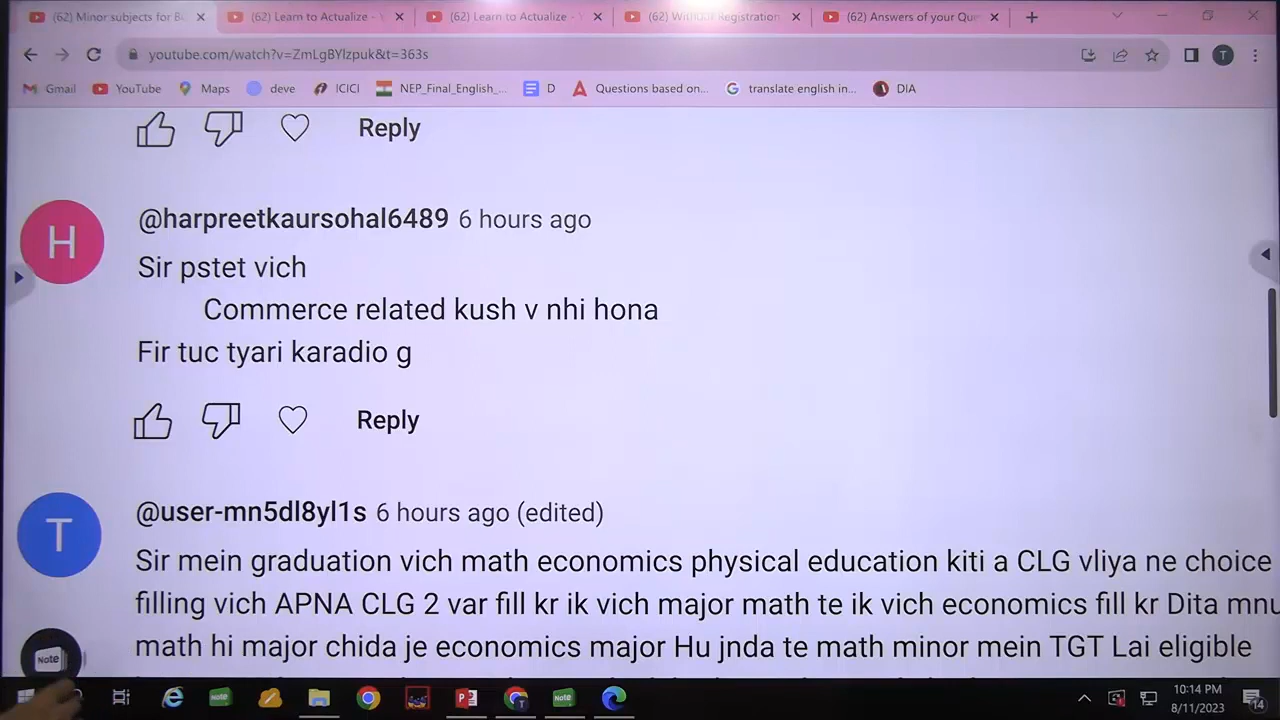 (62) Minor subjects for B
(62) Learn to Actualize - Y
(62) Learn to Actualize - Y
(62) Without Registration
(62) Answers of your Que
youtube.com/watch?v=ZmLgBYlzpuk&t=363s
T
Gmail YouTube Maps deve ICICI NEP_Final_English_... D Questions based on... translate english in... DIA
Reply
H
@harpreetkaursohal6489 6 hours ago
Sir pstet vich
Commerce related kush v nhi hona
Fir tuc tyari karadio g
Reply
T
@user-mn5dl8yl1s 6 hours ago (edited)
Sir mein graduation vich math economics physical education kiti a CLG vliya ne choice
filling vich APNA CLG 2 var fill kr ik vich major math te ik vich economics fill kr Dita mnu
math hi major chida je economics major Hu jnda te math minor mein TGT Lai eligible
Note
Note
Note
10:14 PM
8/11/2023
14